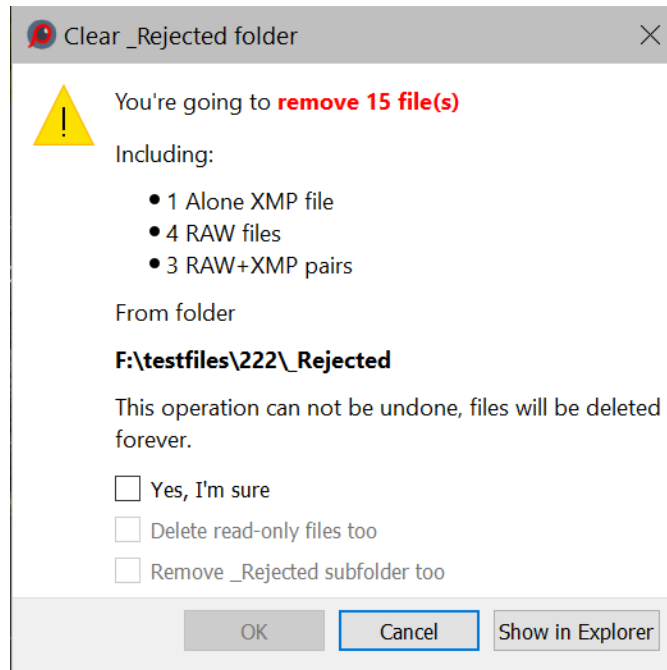 Clear _Rejected folder
You're going to remove 15 file(s)
Including:
• 1 Alone XMP file
• 4 RAW files
• 3 RAW+XMP pairs
From folder
F:\testfiles\222\_Rejected
This operation can not be undone, files will be deleted
forever.
Yes, I'm sure
Delete read-only files too
Remove _Rejected subfolder too
OK Cancel Show in Explorer